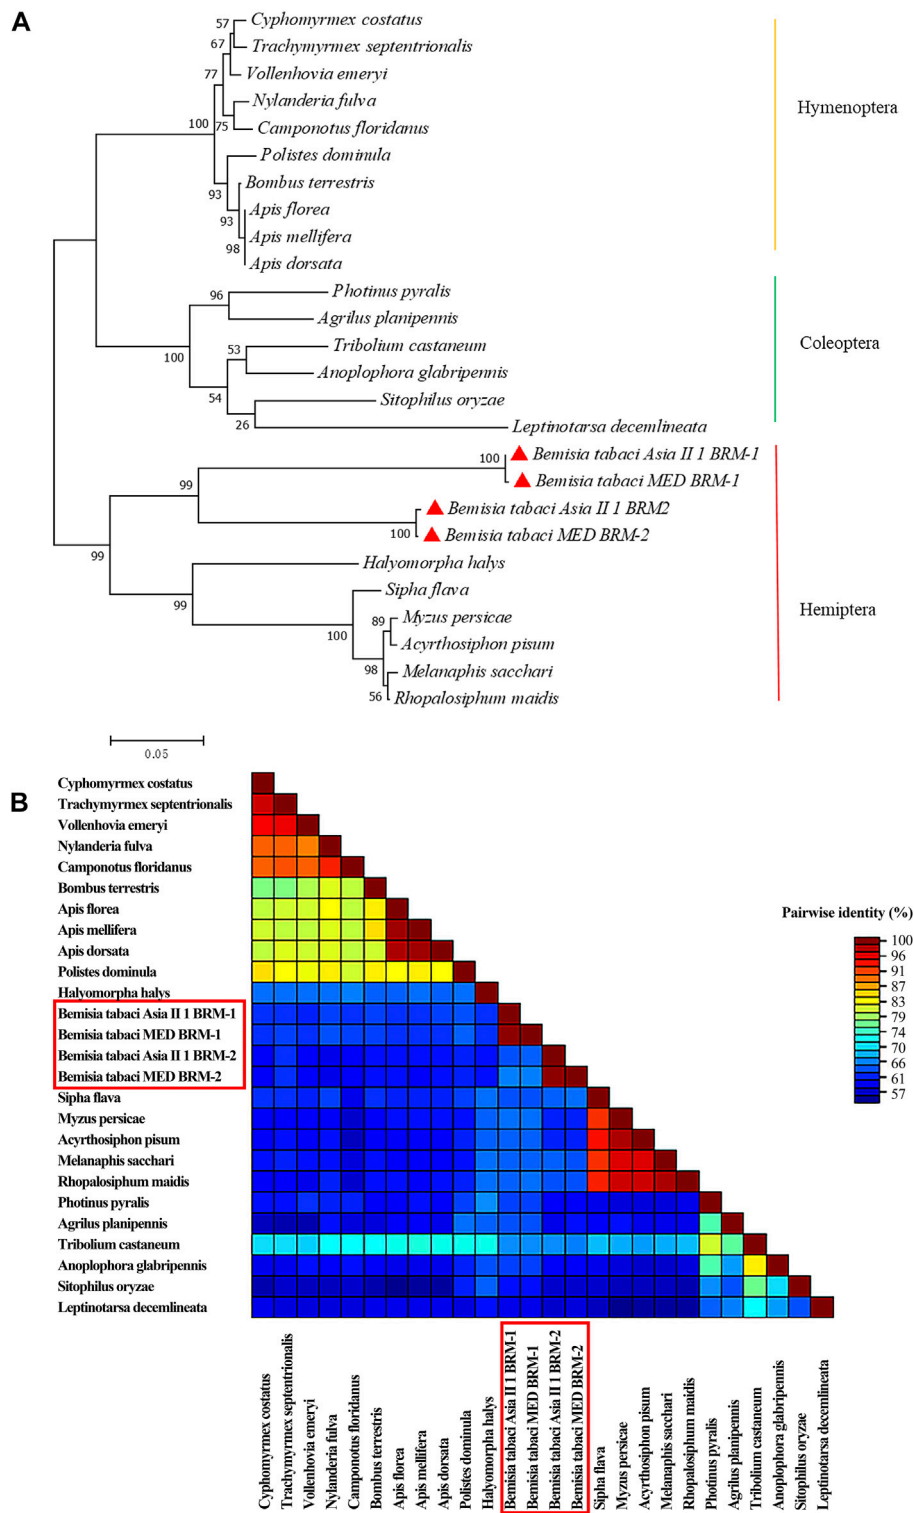 A
57
Cyphomyrmex costatus
67
Trachymyrmex septentrionalis
77
Vollenhovia emeryi
Nylanderia fulva
Hymenoptera
100
75
Camponotus floridanus
Polistes dominula
Bombus terrestris
93
Apis florea
93
Apis mellifera
98
Apis dorsata
96
Photinus pyralis
Agrilus planipennis
Coleoptera
53
Tribolium castaneum
100
Anoplophora glabripennis
54
Sitophilus oryzae
26
Leptinotarsa decemlineata
100
Bemisia tabaci Asia II 1 BRM-1
99
Bemisia tabaci MED BRM-1
Bemisia tabaci Asia II 1 BRM2
100
Bemisia tabaci MED BRM-2
99
Halyomorpha halys
Sipha flava
99
Hemiptera
89
Myzus persicae
100
Acyrthosiphon pisum
98
Melanaphis sacchari
56
Rhopalosiphum maidis
0.05
B
Cyphomyrmex costatus
Trachymyrmex septentrionalis
Vollenhovia emeryi
Nylanderia fulva
Camponotus floridanus
Bombus terrestris
Apis florea
Apis mellifera
Apis dorsata
Polistes dominula
Halyomorpha halys
Bemisia tabaci Asia II 1 BRM-1
Bemisia tabaci MED BRM-1
Bemisia tabaci Asia II 1 BRM-2
Bemisia tabaci MED BRM-2
Sipha flava
Myzus persicae
Acyrthosiphon pisum
Melanaphis sacchari
Rhopalosiphum maidis
Photinus pyralis
Agrilus planipennis
Tribolium castaneum
Anoplophora glabripennis
Sitophilus oryzae
Leptinotarsa decemlineata
Pairwise identity (%)
100
96
91
87
83
79
74
70
66
61
57
Cyphomyrmex costatus
Trachymyrmex septentrionalis
Vollenhovia emeryi
Nylanderia fulva
Camponotus floridanus
Bombus terrestris
Apis florea
Apis mellifera
Apis dorsata
Polistes dominula
Halyomorpha halys
Bemisia tabaci Asia II 1 BRM-1
Bemisia tabaci MED BRM-1
Bemisia tabaci Asia II 1 BRM-2
Bemisia tabaci MED BRM-2
Sipha flava
Myzus persicae
Acyrthosiphon pisum
Melanaphis sacchari
Rhopalosiphum maidis
Photinus pyralis
Agrilus planipennis
Tribolium castaneum
Anoplophora glabripennis
Sitophilus oryzae
Leptinotarsa decemlineata